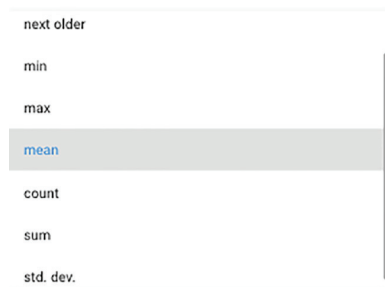 next older
min
max
mean
count
sum
std. dev.